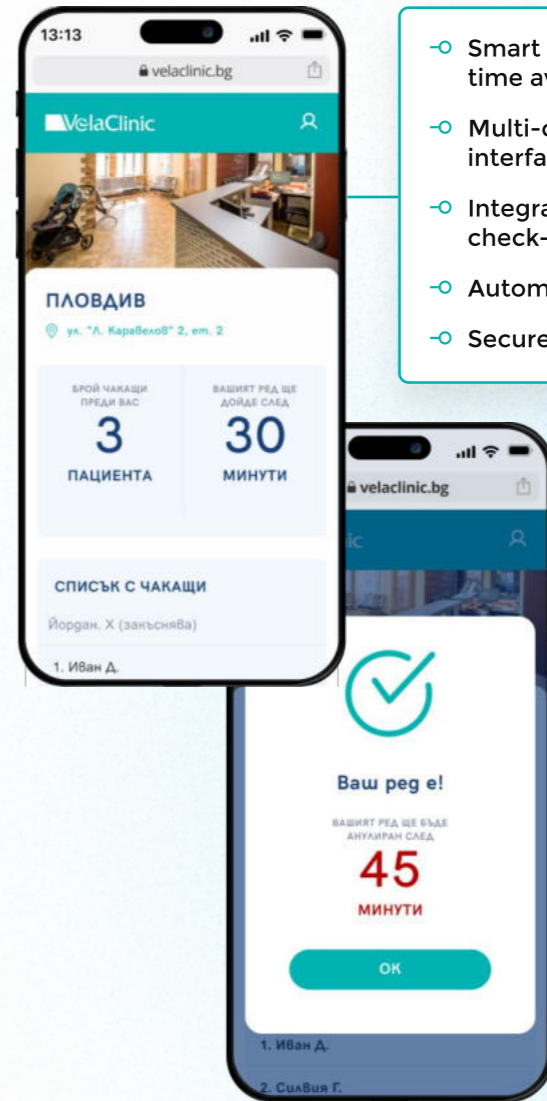 13:13
velaclinic.bg
VelaClinic
ПЛОВДИВ
ул. "Л. Каравелов" 2, ет. 2
БРОЙ ЧАКАЩИ
ПРЕДИ ВАС
3
ПАЦИЕНТА
ВАШИЯТ РЕД ЩЕ
ДОЙДЕ СЛЕД
30
МИНУТИ
СПИСЪК С ЧАКАЩИ
Йордан. Х (закъснява)
1. Иван Д.
Smart
time av
Multi-
interfa
Integra
check-
Autom
Secure
velaclinic.bg
ic
Ваш ред е!
ВАШИЯТ РЕД ЩЕ БЪДЕ
АНУЛИРАН СЛЕД
45
МИНУТИ
ОК
1. Иван Д.
2. Силвия Г.